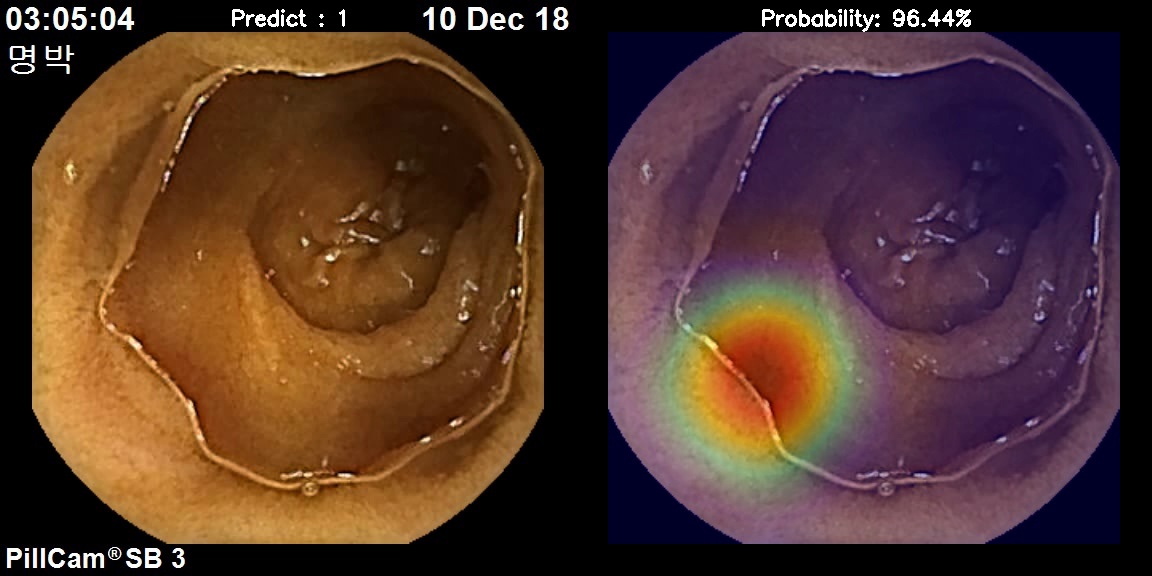 03:05:04
Predict : 1
10 Dec 18
Probability: 96.44%
명박
PillCam® SB 3